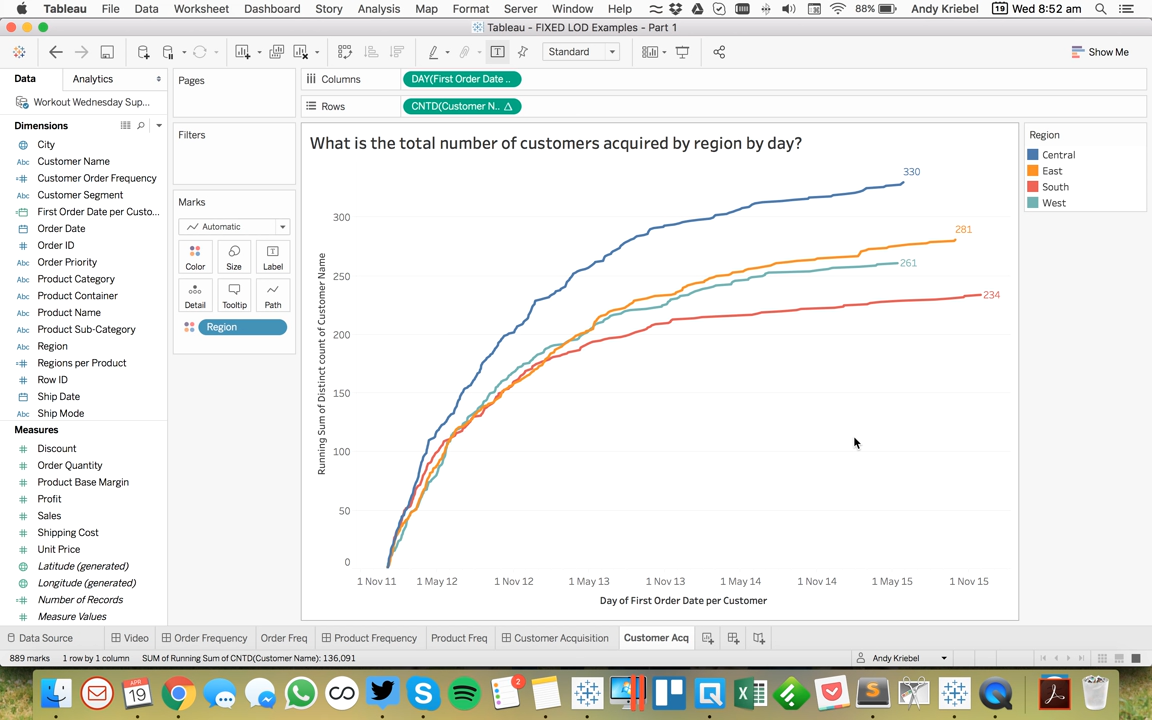 Tableau File Data Worksheet Dashboard Story Analysis Map Format Server Window Help 88% Andy Kriebel 19 Wed 8:52 am
Tableau - FIXED LOD Examples - Part 1
Standard Show Me
Data Analytics Pages Columns DAY(First Order Date ..
Workout Wednesday Sup... Rows CNTD(Customer N.. Δ
Dimensions
Filters
City
Abc Customer Name
Customer Order Frequency
Abc Customer Segment
First Order Date per Custo...
Order Date
Order ID
Abc Order Priority
Abc Product Category
Abc Product Container
Abc Product Name
Abc Product Sub-Category
Abc Region
Regions per Product
Row ID
Ship Date
Abc Ship Mode
Measures
Discount
Order Quantity
Product Base Margin
Profit
Sales
Shipping Cost
Unit Price
Latitude (generated)
Longitude (generated)
Number of Records
Measure Values
Marks
Automatic
Color Size Label
Detail Tooltip Path
Region
What is the total number of customers acquired by region by day?
Running Sum of Distinct count of Customer Name
300
250
200
150
100
50
0
330
281
261
234
1 Nov 11 1 May 12 1 Nov 12 1 May 13 1 Nov 13 1 May 14 1 Nov 14 1 May 15 1 Nov 15
Day of First Order Date per Customer
Region
Central
East
South
West
Data Source Video Order Frequency Order Freq Product Frequency Product Freq Customer Acquisition Customer Acq
889 marks 1 row by 1 column SUM of Running Sum of CNTD(Customer Name): 136,091 Andy Kriebel
APR
19
2